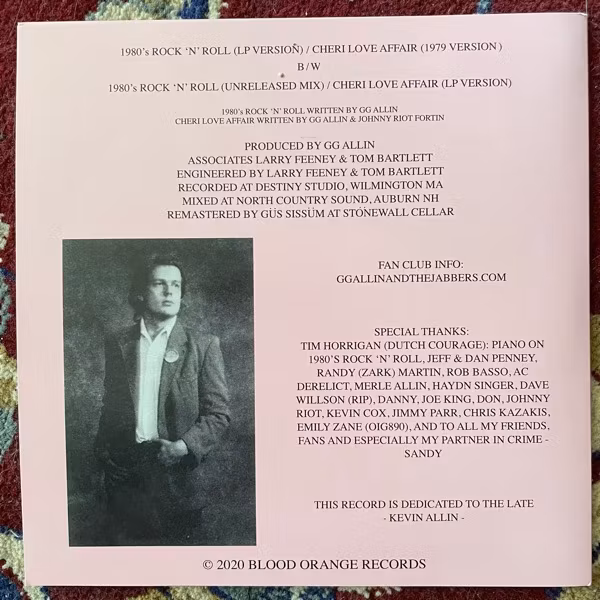 1980's ROCK 'N' ROLL (LP VERSION) / CHERI LOVE AFFAIR (1979 VERSION )
B/W
1980's ROCK 'N' ROLL (UNRELEASED MIX) / CHERI LOVE AFFAIR (LP VERSION)
1980's ROCK 'N' ROLL WRITTEN BY GG ALLIN
CHERI LOVE AFFAIR WRITTEN BY GG ALLIN & JOHNNY RIOT FORTIN
PRODUCED BY GG ALLIN
ASSOCIATES LARRY FEENEY & TOM BARTLETT
ENGINEERED BY LARRY FEENEY & TOM BARTLETT
RECORDED AT DESTINY STUDIO, WILMINGTON MA
MIXED AT NORTH COUNTRY SOUND, AUBURN NH
REMASTERED BY GÜS SISSÜM AT STÖNEWALL CELLAR
FAN CLUB INFO:
GGALLINANDTHEJABBERS.COM
SPECIAL THANKS:
TIM HORRIGAN (DUTCH COURAGE): PIANO ON
1980'S ROCK 'N' ROLL, JEFF & DAN PENNEY,
RANDY (ZARK) MARTIN, ROB BASSO, AC
DERELICT, MERLE ALLIN, HAYDN SINGER, DAVE
WILLSON (RIP), DANNY, JOE KING, DON, JOHNNY
RIOT, KEVIN COX, JIMMY PARR, CHRIS KAZAKIS,
EMILY ZANE (OIG890), AND TO ALL MY FRIENDS,
FANS AND ESPECIALLY MY PARTNER IN CRIME -
SANDY
THIS RECORD IS DEDICATED TO THE LATE
- KEVIN ALLIN -
© 2020 BLOOD ORANGE RECORDS